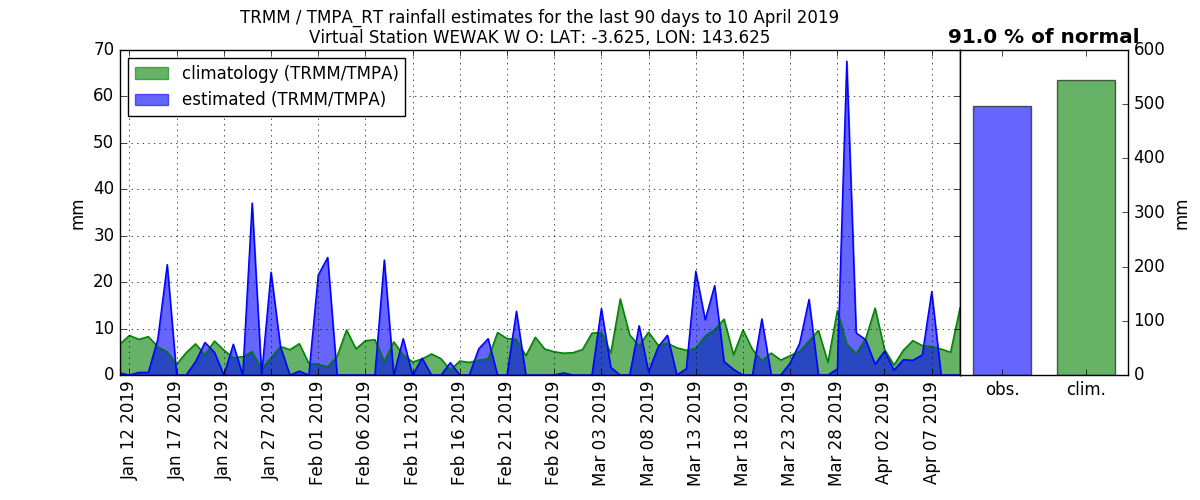 TRMM / TMPA_RT rainfall estimates for the last 90 days to 10 April 2019
Virtual Station WEWAK W O: LAT: -3.625, LON: 143.625
91.0 % of normal
climatology (TRMM/TMPA)
estimated (TRMM/TMPA)
70
60
50
40
30
20
10
0
mm
Jan 12 2019
Jan 17 2019
Jan 22 2019
Jan 27 2019
Feb 01 2019
Feb 06 2019
Feb 11 2019
Feb 16 2019
Feb 21 2019
Feb 26 2019
Mar 03 2019
Mar 08 2019
Mar 13 2019
Mar 18 2019
Mar 23 2019
Mar 28 2019
Apr 02 2019
Apr 07 2019
obs.
clim.
600
500
400
300
200
100
0
mm